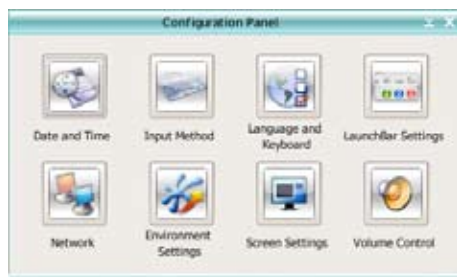 Configuration Panel
Date and Time
Input Method
Language and
Keyboard
LaunchBar Settings
Network
Environment
Settings
Screen Settings
Volume Control